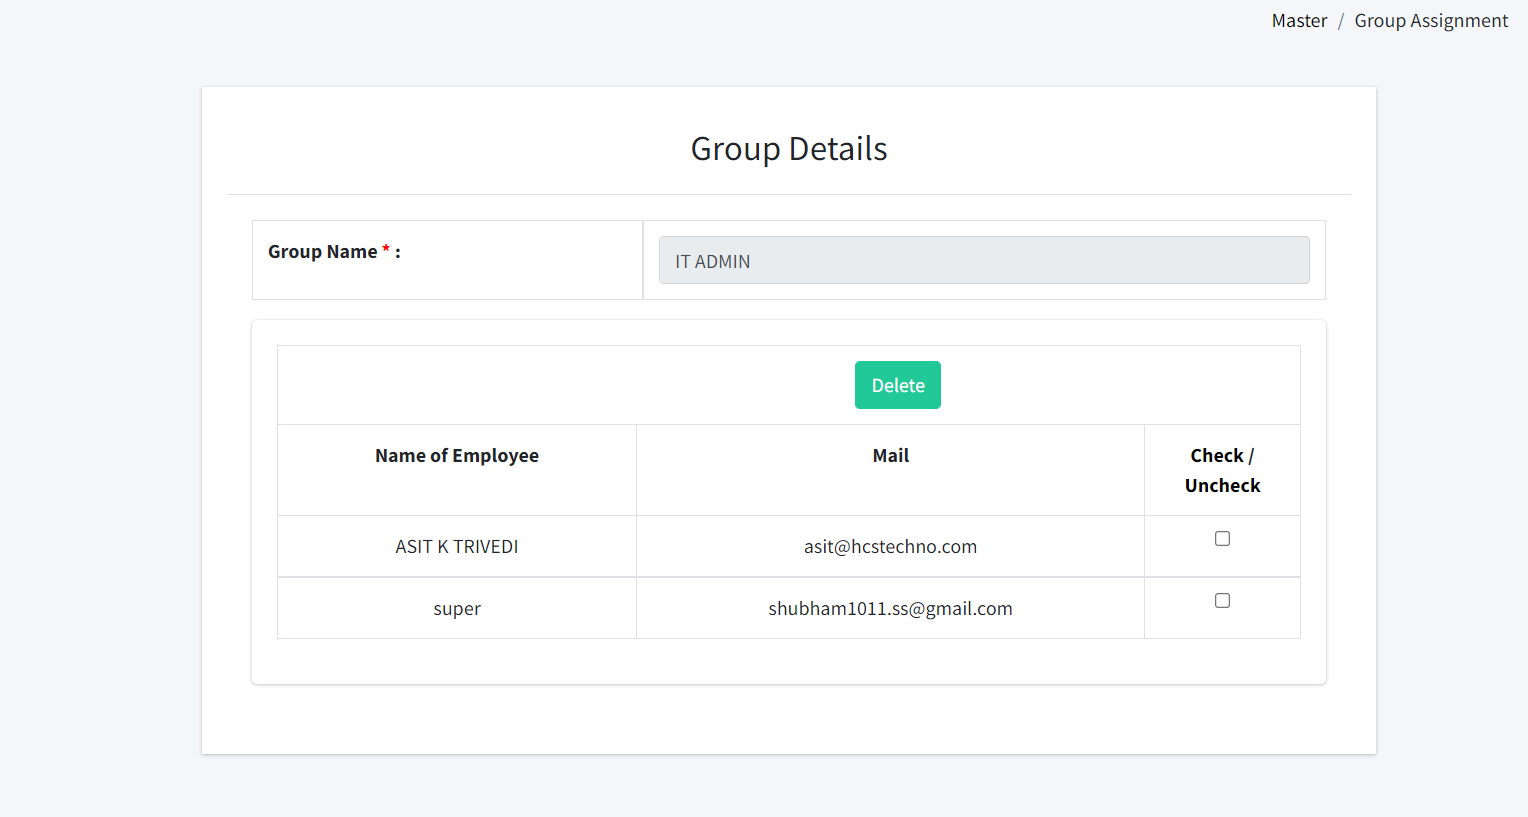 Master / Group Assignment
Group Details
Group Name * :
IT ADMIN
Delete
Name of Employee Mail Check /
Uncheck
ASIT K TRIVEDI asit@hcstechno.com
super shubham1011.ss@gmail.com